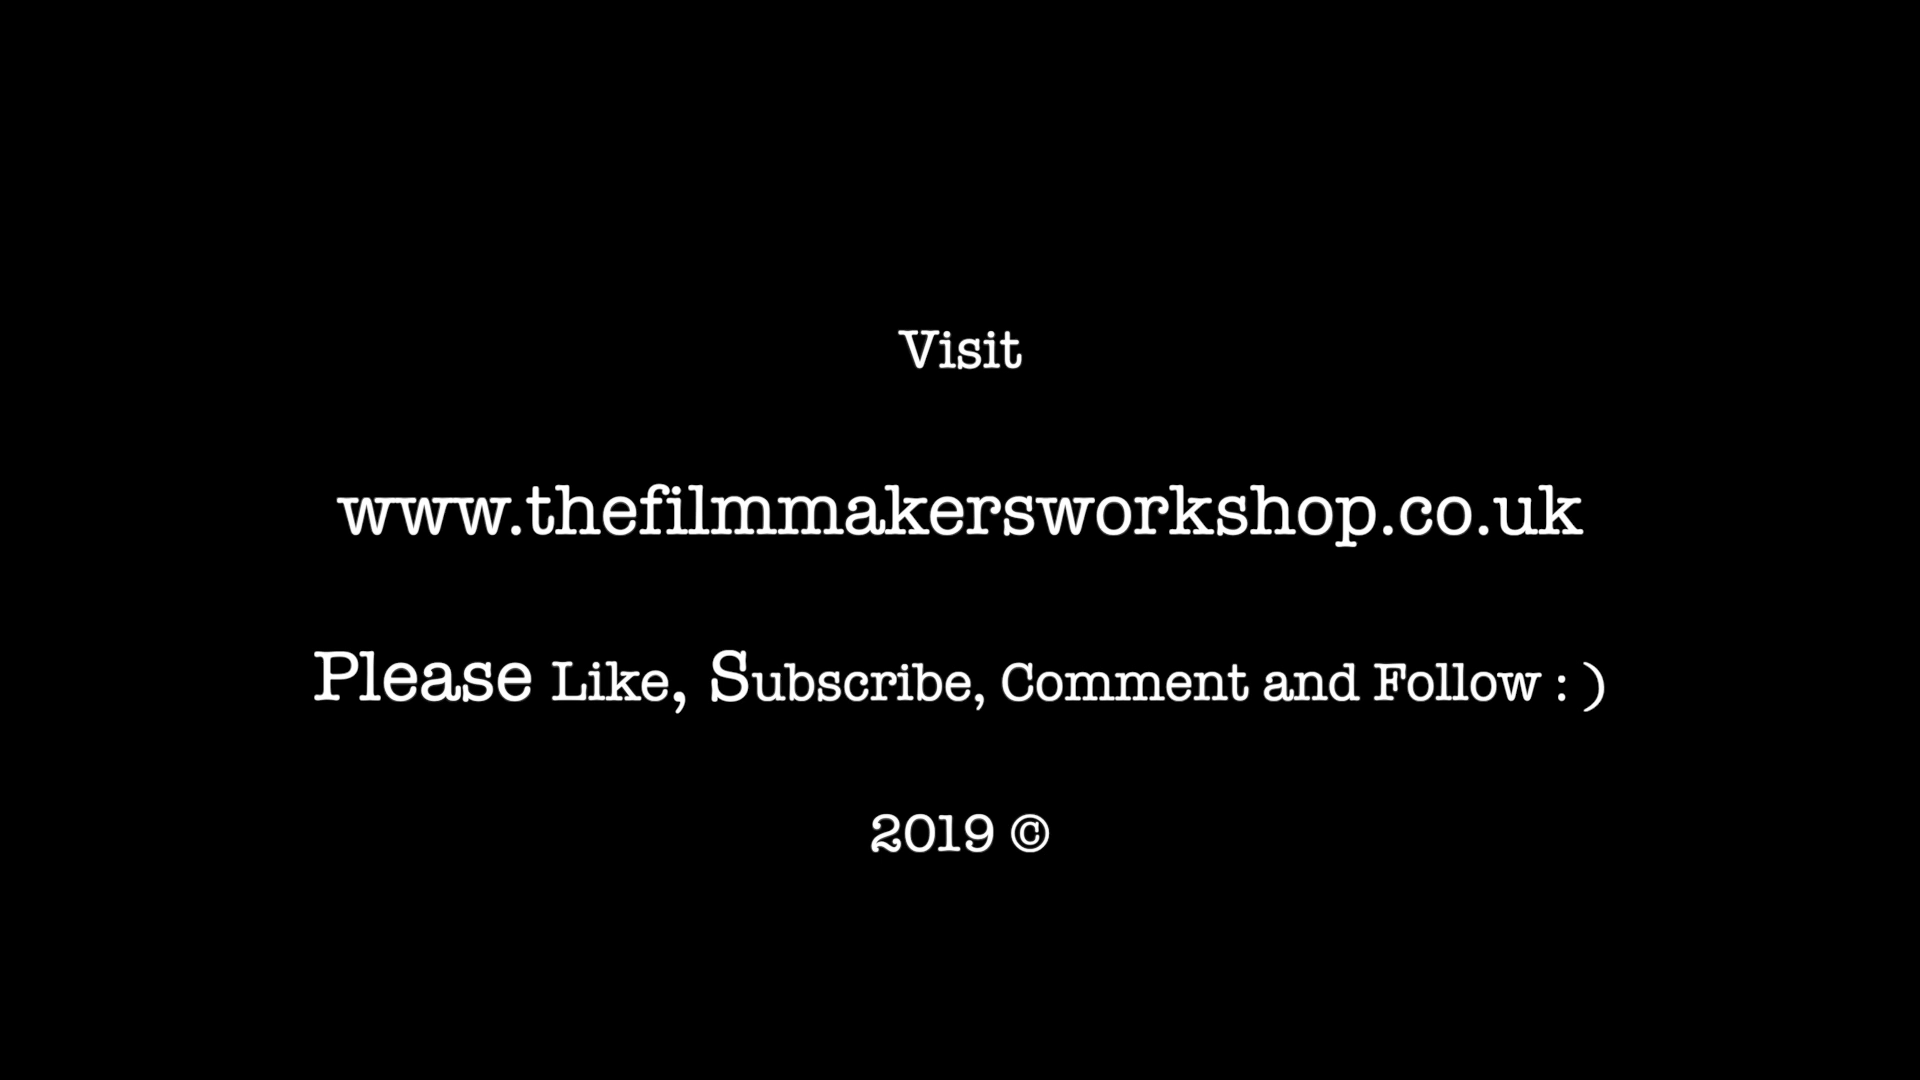 Visit
www.thefilmmakersworkshop.co.uk
Please Like, Subscribe, Comment and Follow : )
2019 ©